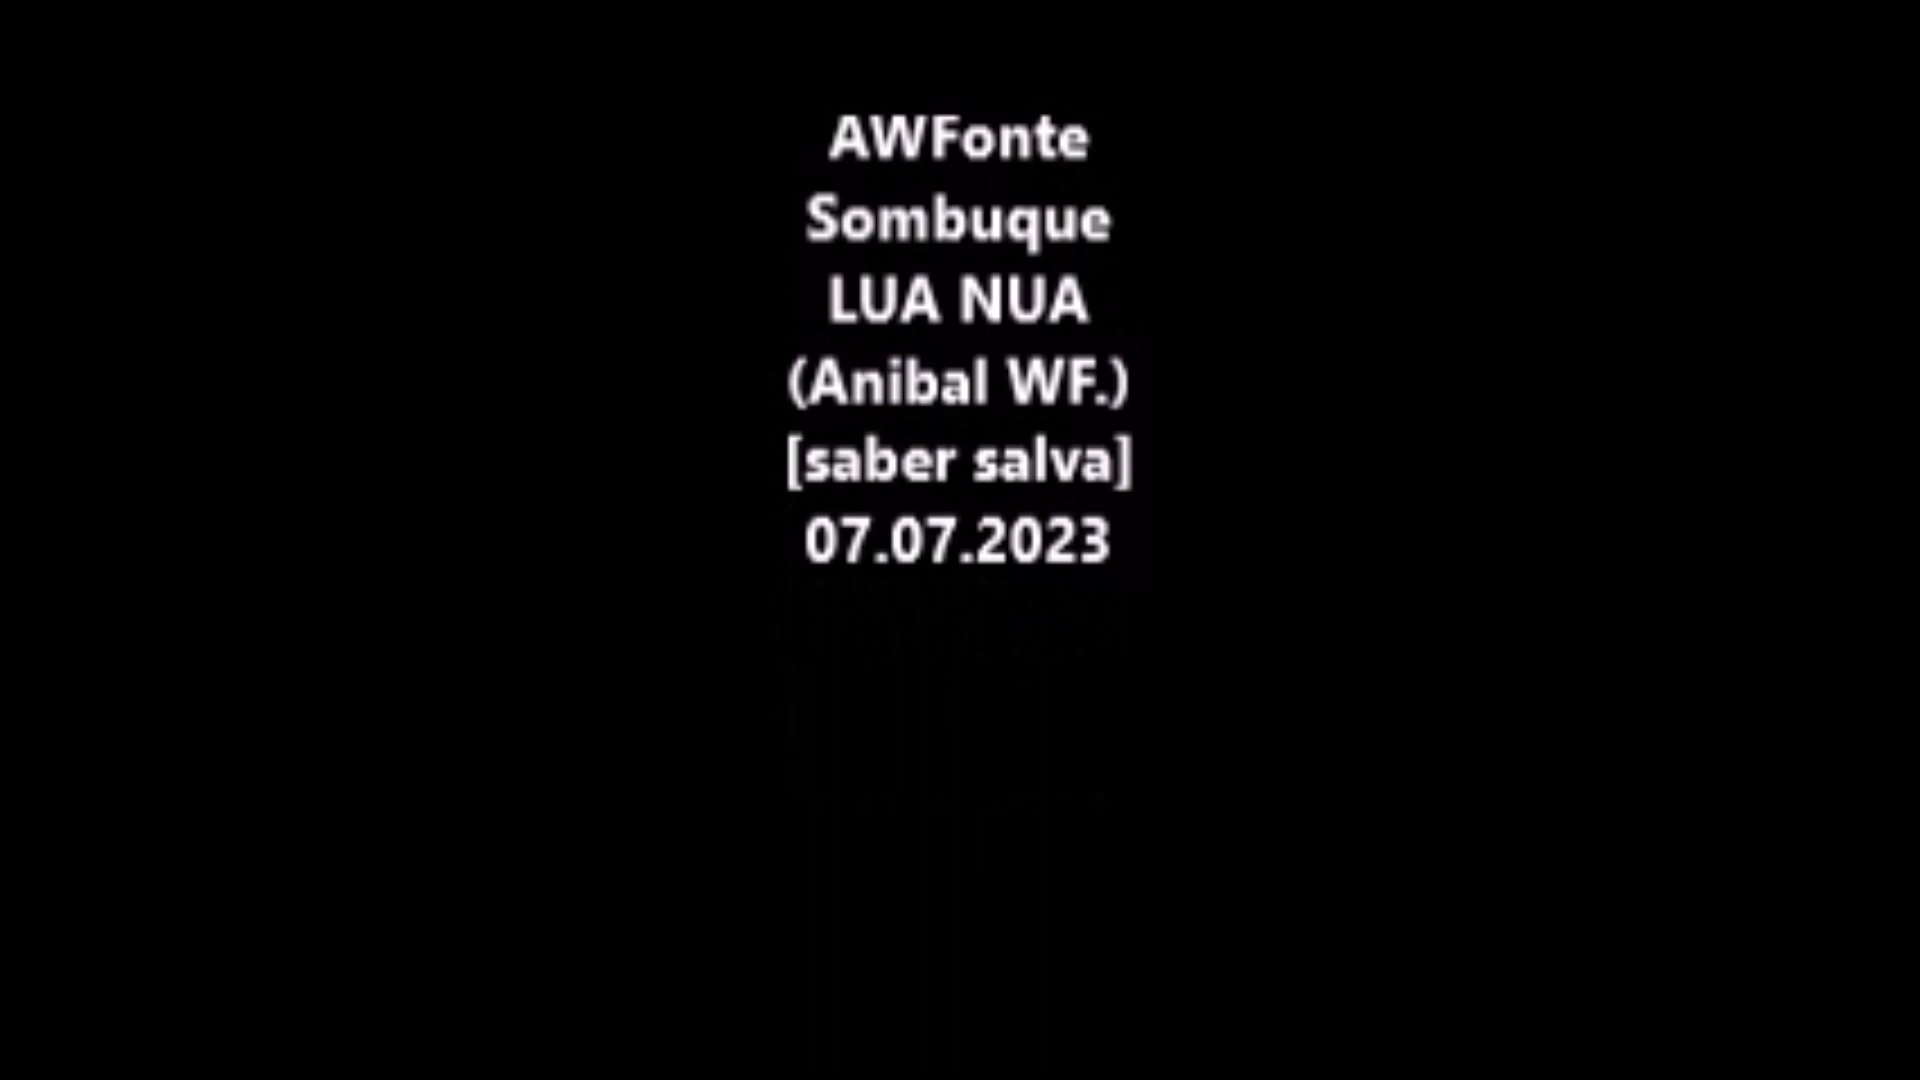 AWFonte
Sombuque
LUA NUA
(Anibal WF.)
[saber salva]
07.07.2023